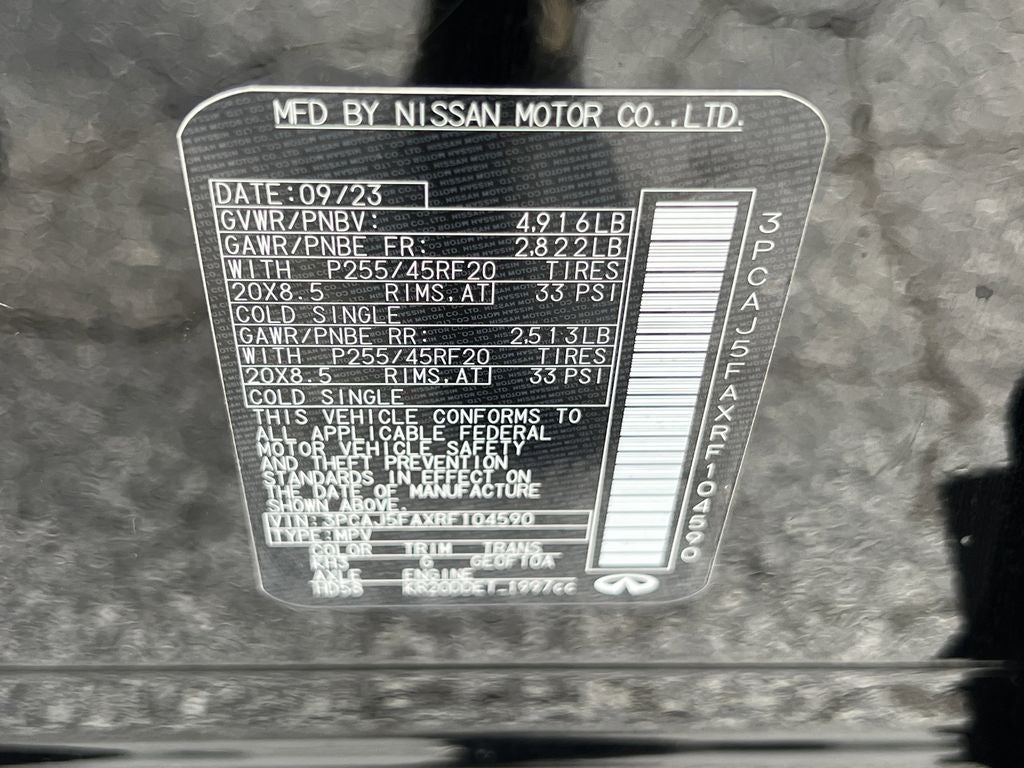 MFD BY NISSAN MOTOR CO.,LTD.
DATE:09/23
GVWR/PNBV: 4,916LB
GAWR/PNBE FR: 2,822LB
WITH P255/45RF20 TIRES
20X8.5 RIMS,AT 33 PSI
COLD SINGLE
GAWR/PNBE RR: 2,513LB
WITH P255/45RF20 TIRES
20X8.5 RIMS,AT 33 PSI
COLD SINGLE
THIS VEHICLE CONFORMS TO
ALL APPLICABLE FEDERAL
MOTOR VEHICLE SAFETY
AND THEFT PREVENTION
STANDARDS IN EFFECT ON
THE DATE OF MANUFACTURE
SHOWN ABOVE.
VIN: 3PCAJ5FAXRF104590
TYPE: MPV
COLOR TRIM TRANS
KH3 G GE0F10A
AXLE ENGINE
HD56 KR20DDET 1997cc
3PCAJ5FAXRF104590